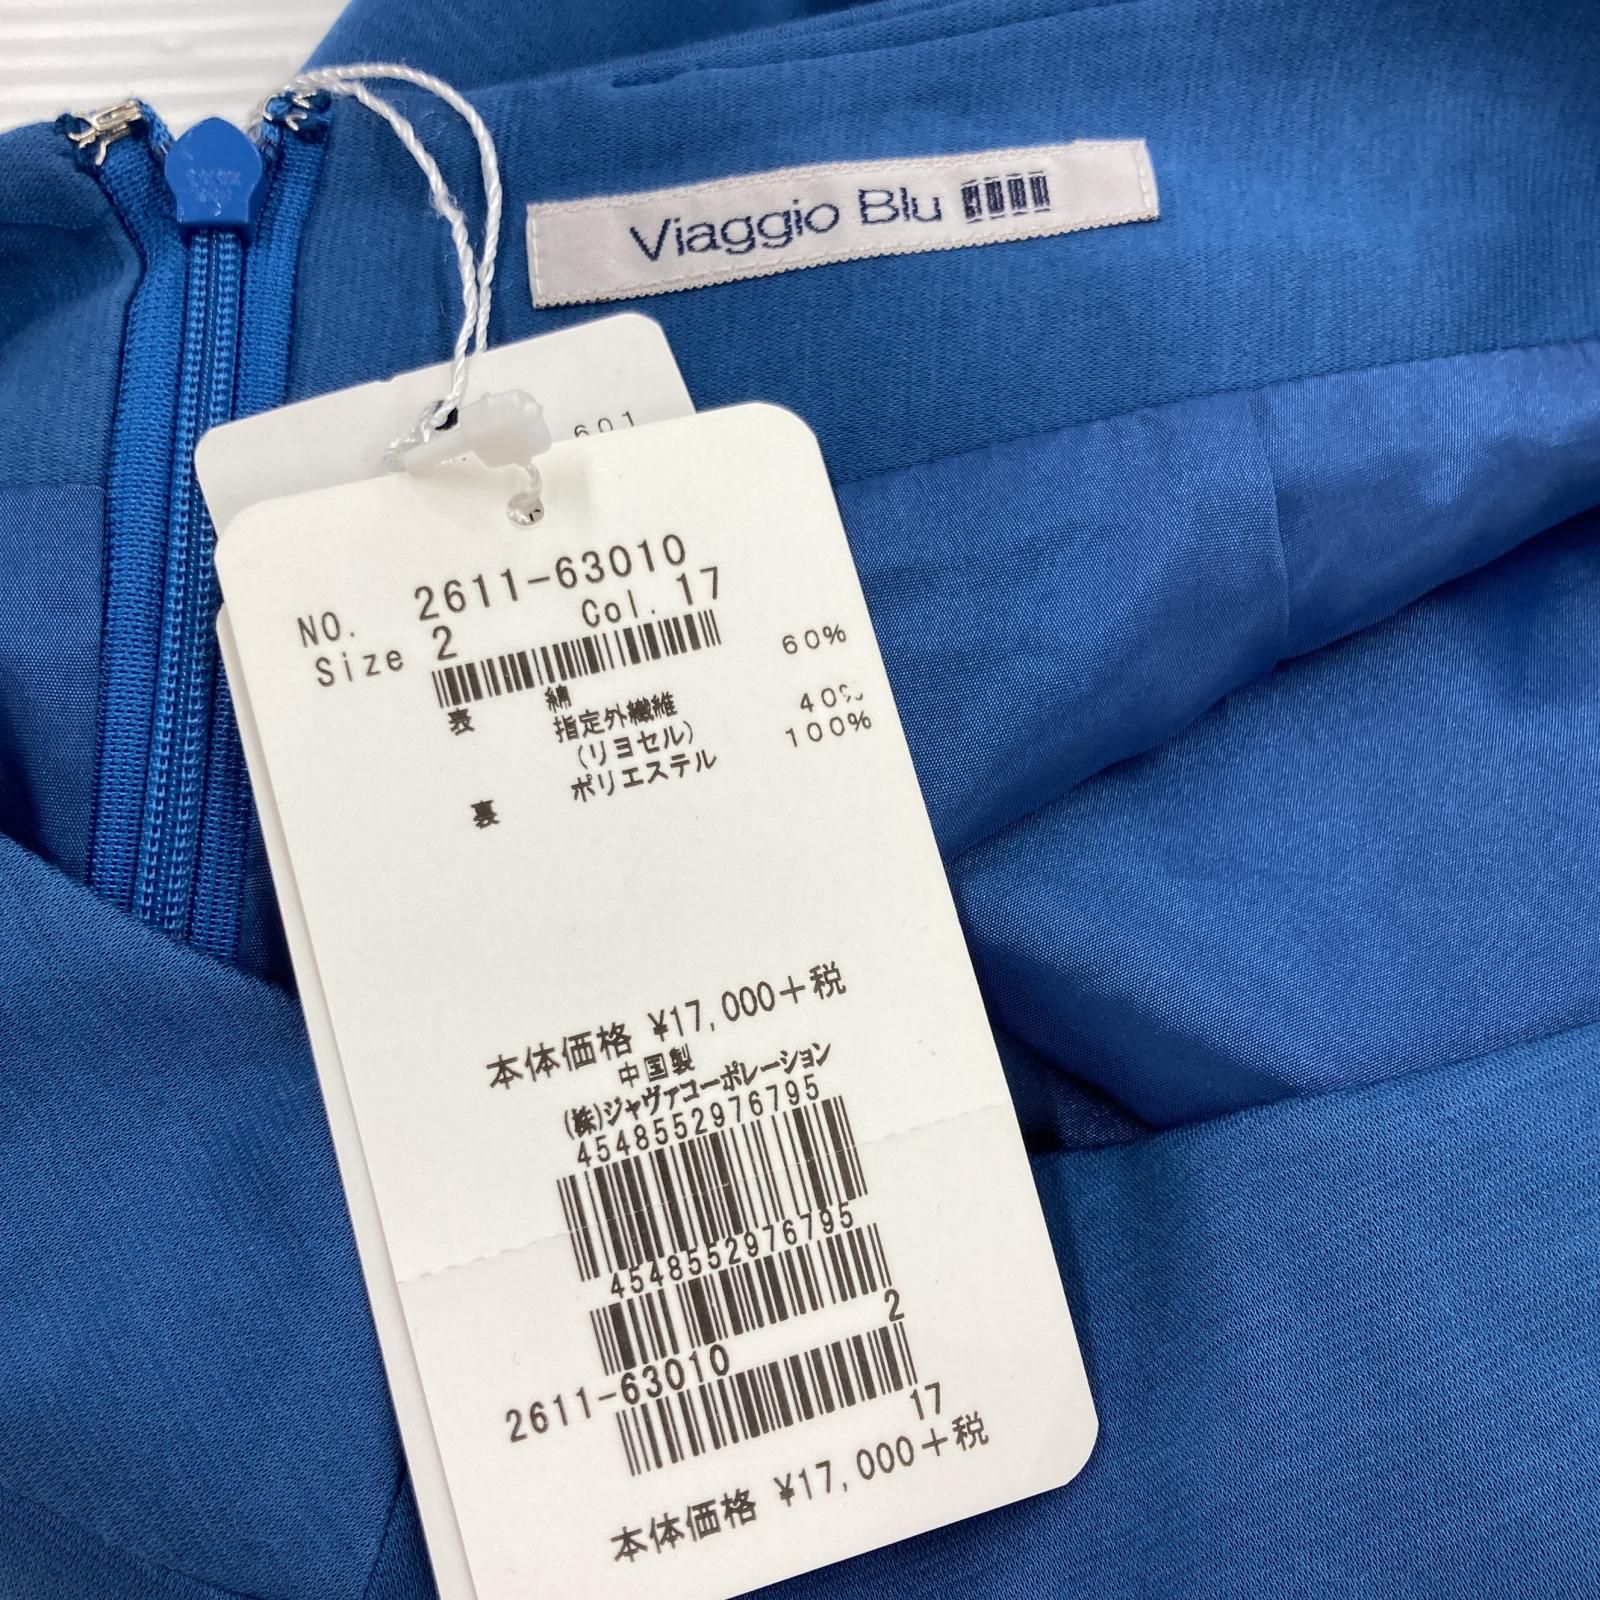 Viaggio Blu
601
NO. 2611-63010
Size 2 Col. 17
表 綿 60%
指定外繊維 40%
(リヨセル)
裏 ポリエステル 100%
本体価格 ¥17,000+税
中国製
(株)ジャヴァコーポレーション
4548552976795
4548552976795
2
2611-63010
17
本体価格 ¥17,000+税